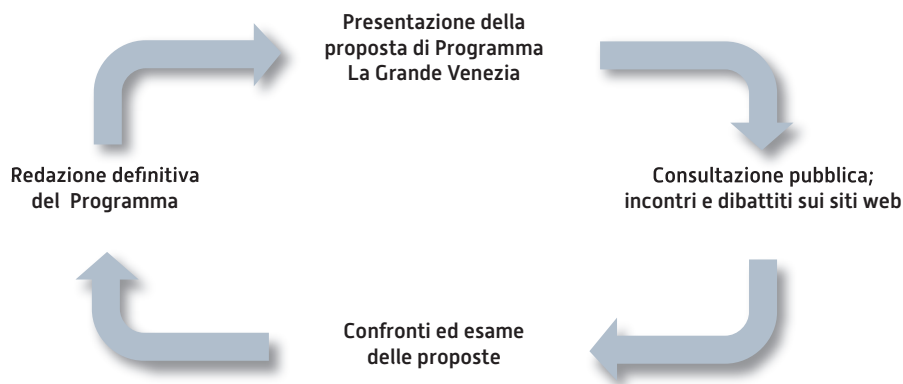 Presentazione della
proposta di Programma
La Grande Venezia
Consultazione pubblica;
incontri e dibattiti sui siti web
Confronti ed esame
delle proposte
Redazione definitiva
del Programma